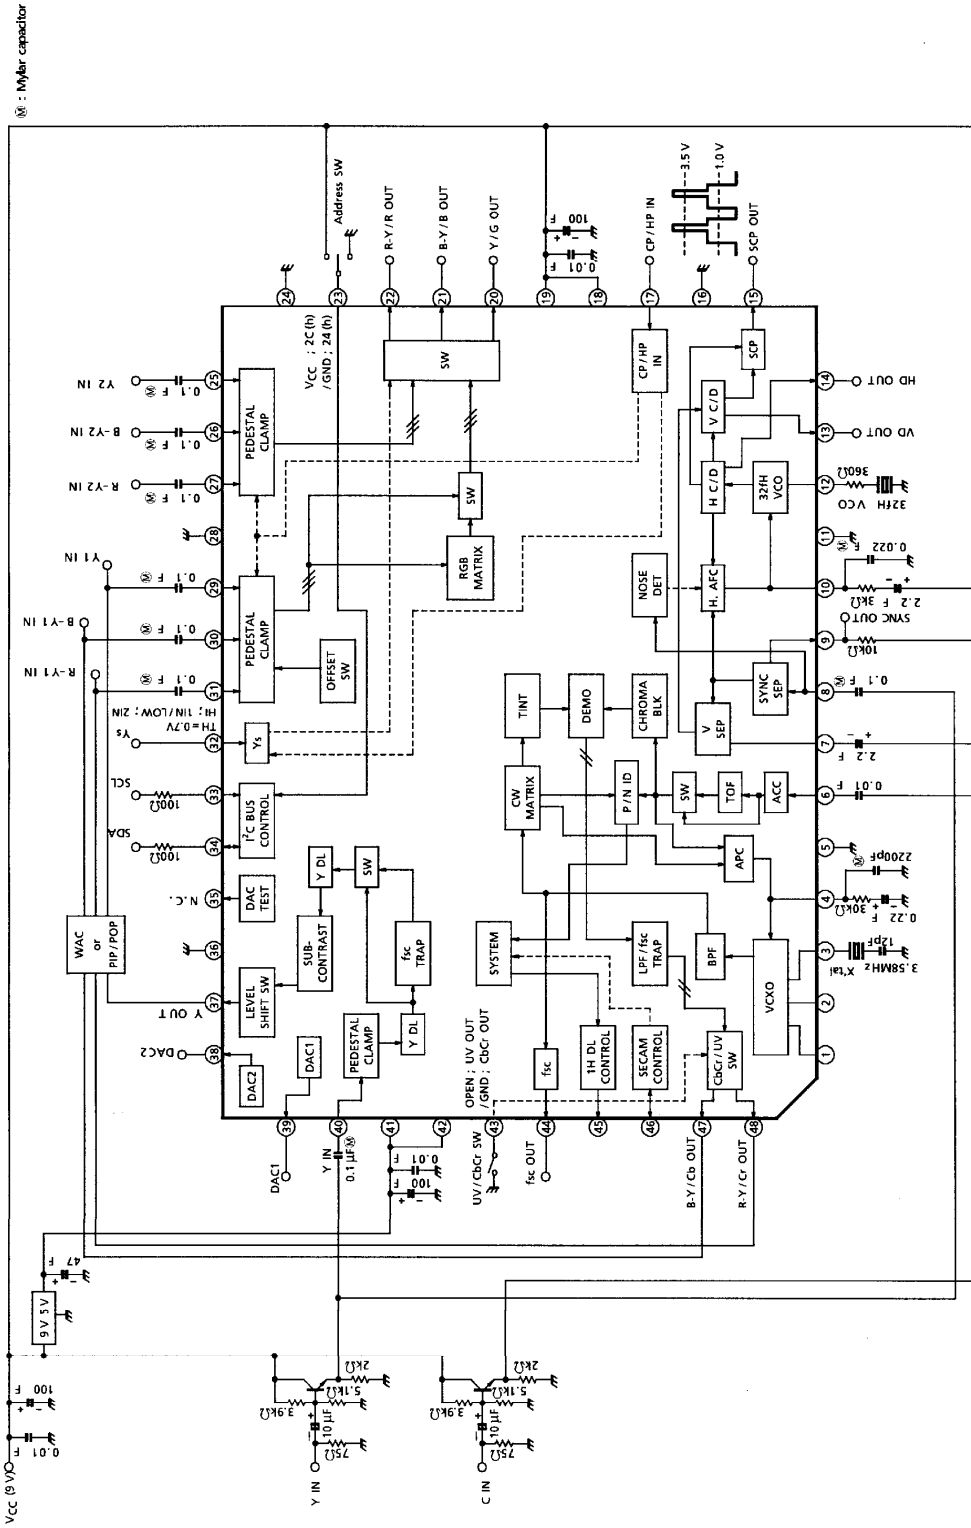 Ⓜ : Mylar capacitor
VCC (9 V)
0.01
F
100
F
+
−
9 V 5 V
47
F
+
−
WAC
or
PIP/POP
Y1 IN
B-Y1 IN
R-Y1 IN
Y2 IN
B-Y2 IN
R-Y2 IN
0.1
F Ⓜ
0.1
F Ⓜ
0.1
F Ⓜ
0.1
F Ⓜ
0.1
F Ⓜ
0.1
F Ⓜ
Address SW
VCC ; 2C (h)
/GND ; 24 (h)
HI ; 1IN/LOW ; 2IN
TH = 0.7V
Ys
SCL
100Ω
SDA
100Ω
N.C.
Y OUT
DAC2
38
37
36
35
34
33
32
31
30
29
28
27
26
25
24
23
22
21
20
19
18
17
16
15
14
13
12
11
10
9
8
7
6
5
4
3
2
1
48
47
46
45
44
43
42
41
40
39
DAC2
LEVEL
SHIFT SW
DAC
TEST
I²C BUS
CONTROL
Ys
PEDESTAL
CLAMP
PEDESTAL
CLAMP
OFFSET
SW
DAC1
PEDESTAL
CLAMP
SUB-
CONTRAST
Y DL
SW
fsc
TRAP
Y DL
RGB
MATRIX
SW
SW
R-Y/R OUT
B-Y/B OUT
Y/G OUT
100
F
+
−
0.01
F
CP/HP IN
3.5 V
1.0 V
SCP OUT
CP/HP
IN
SCP
V C/D
H C/D
32fH
VCO
NOSE
DET
H. AFC
SYNC
SEP
V
SEP
TINT
DEMO
CHROMA
BLK
CW
MATRIX
P/N ID
SW
TOF
ACC
APC
SYSTEM
LPF/fsc
TRAP
BPF
VCXO
fsc
1H DL
CONTROL
SECAM
CONTROL
CbCr/UV
SW
OPEN ; UV OUT
/GND ; CbCr OUT
DAC1
Y IN
0.1 μFⓂ
100
F
+
−
0.01
F
UV/CbCr SW
fsc OUT
B-Y/Cb OUT
R-Y/Cr OUT
HD OUT
VD OUT
360Ω
32fH VCO
0.022
F Ⓜ
3kΩ
2.2 F
−
+
SYNC OUT
10kΩ
0.1
F Ⓜ
2.2 F
−
+
0.01
F
2200pF
Ⓜ
30kΩ
0.22 F
−
12pF
X'tal
3.58MHz
Y IN
75Ω
10 μF
+
3.9kΩ
5.1kΩ
2kΩ
C IN
75Ω
10 μF
+
3.9kΩ
5.1kΩ
2kΩ